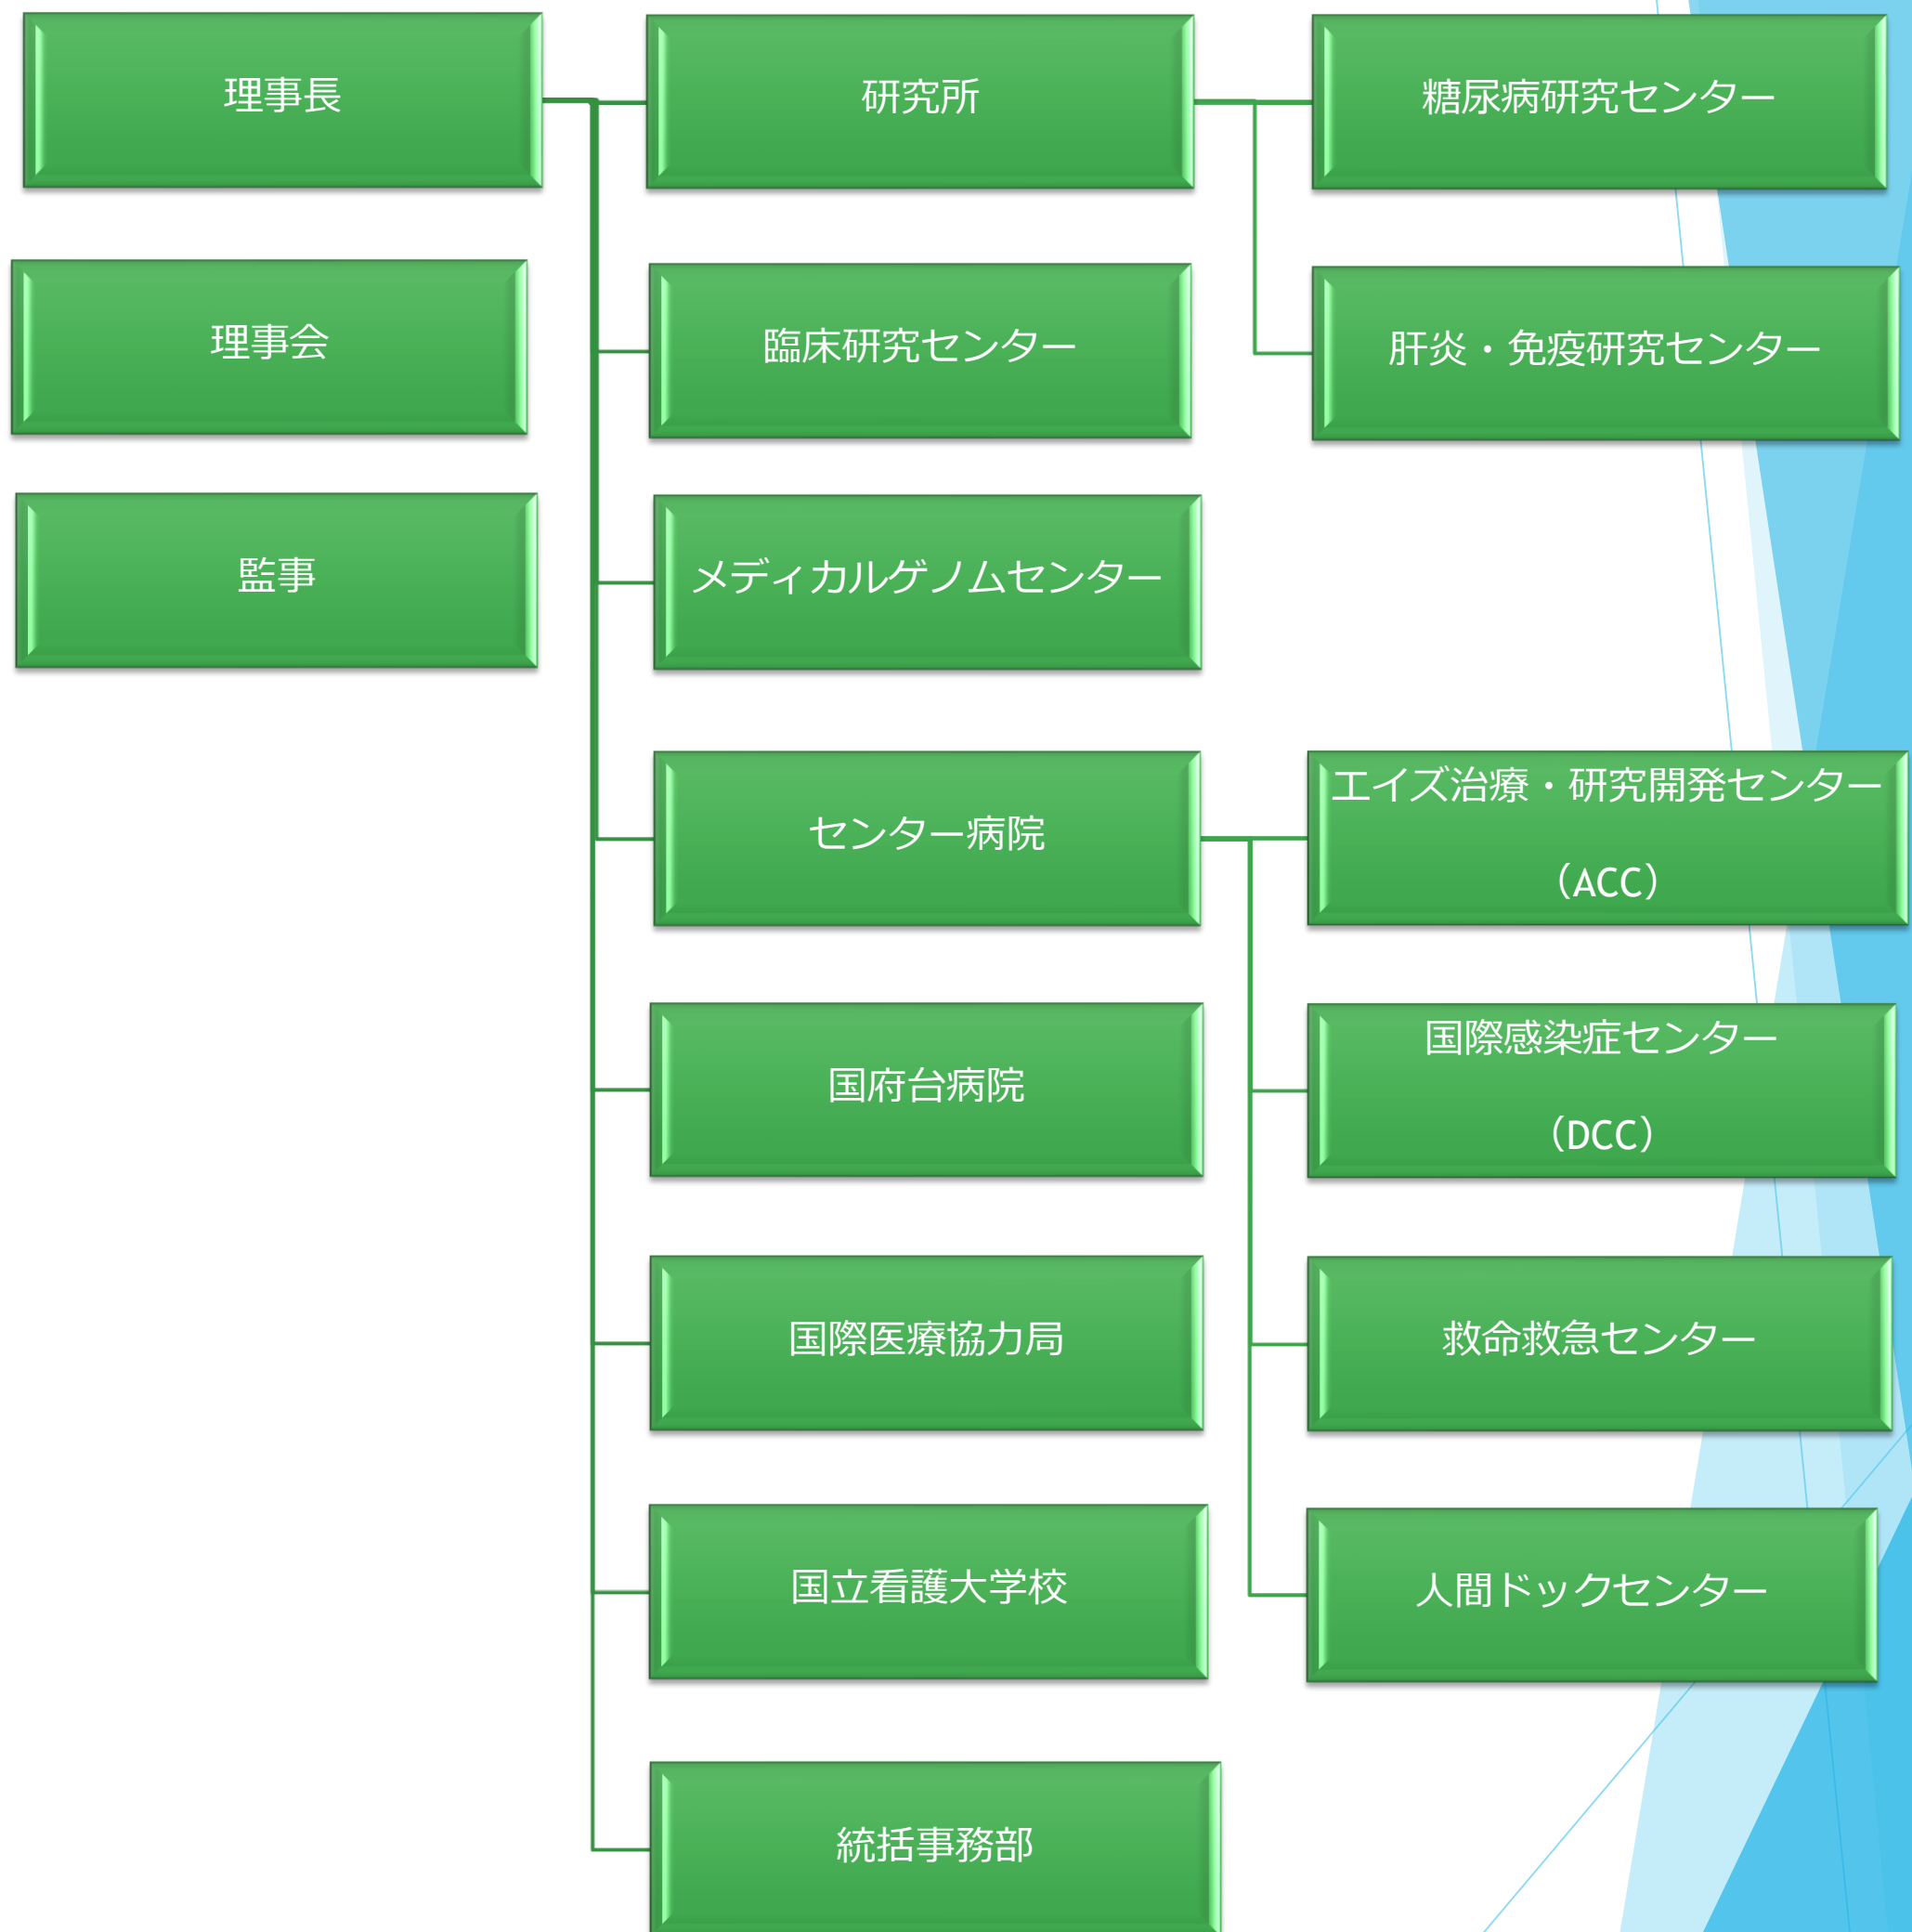 理事長
理事会
監事
研究所
臨床研究センター
メディカルゲノムセンター
センター病院
国府台病院
国際医療協力局
国立看護大学校
統括事務部
糖尿病研究センター
肝炎・免疫研究センター
エイズ治療・研究開発センター
（ACC）
国際感染症センター
（DCC）
救命救急センター
人間ドックセンター